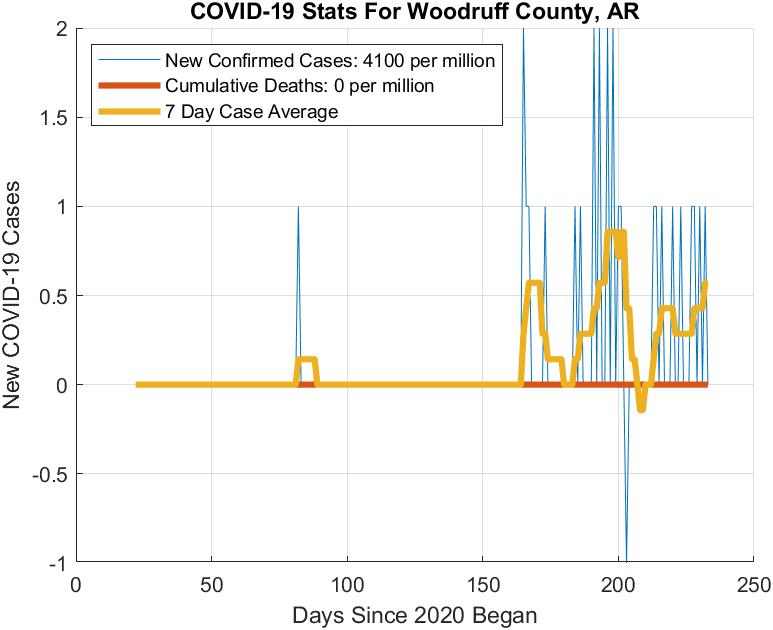 COVID-19 Stats For Woodruff County, AR
New Confirmed Cases: 4100 per million
Cumulative Deaths: 0 per million
7 Day Case Average
New COVID-19 Cases
2
1.5
1
0.5
0
-0.5
-1
0 50 100 150 200 250
Days Since 2020 Began